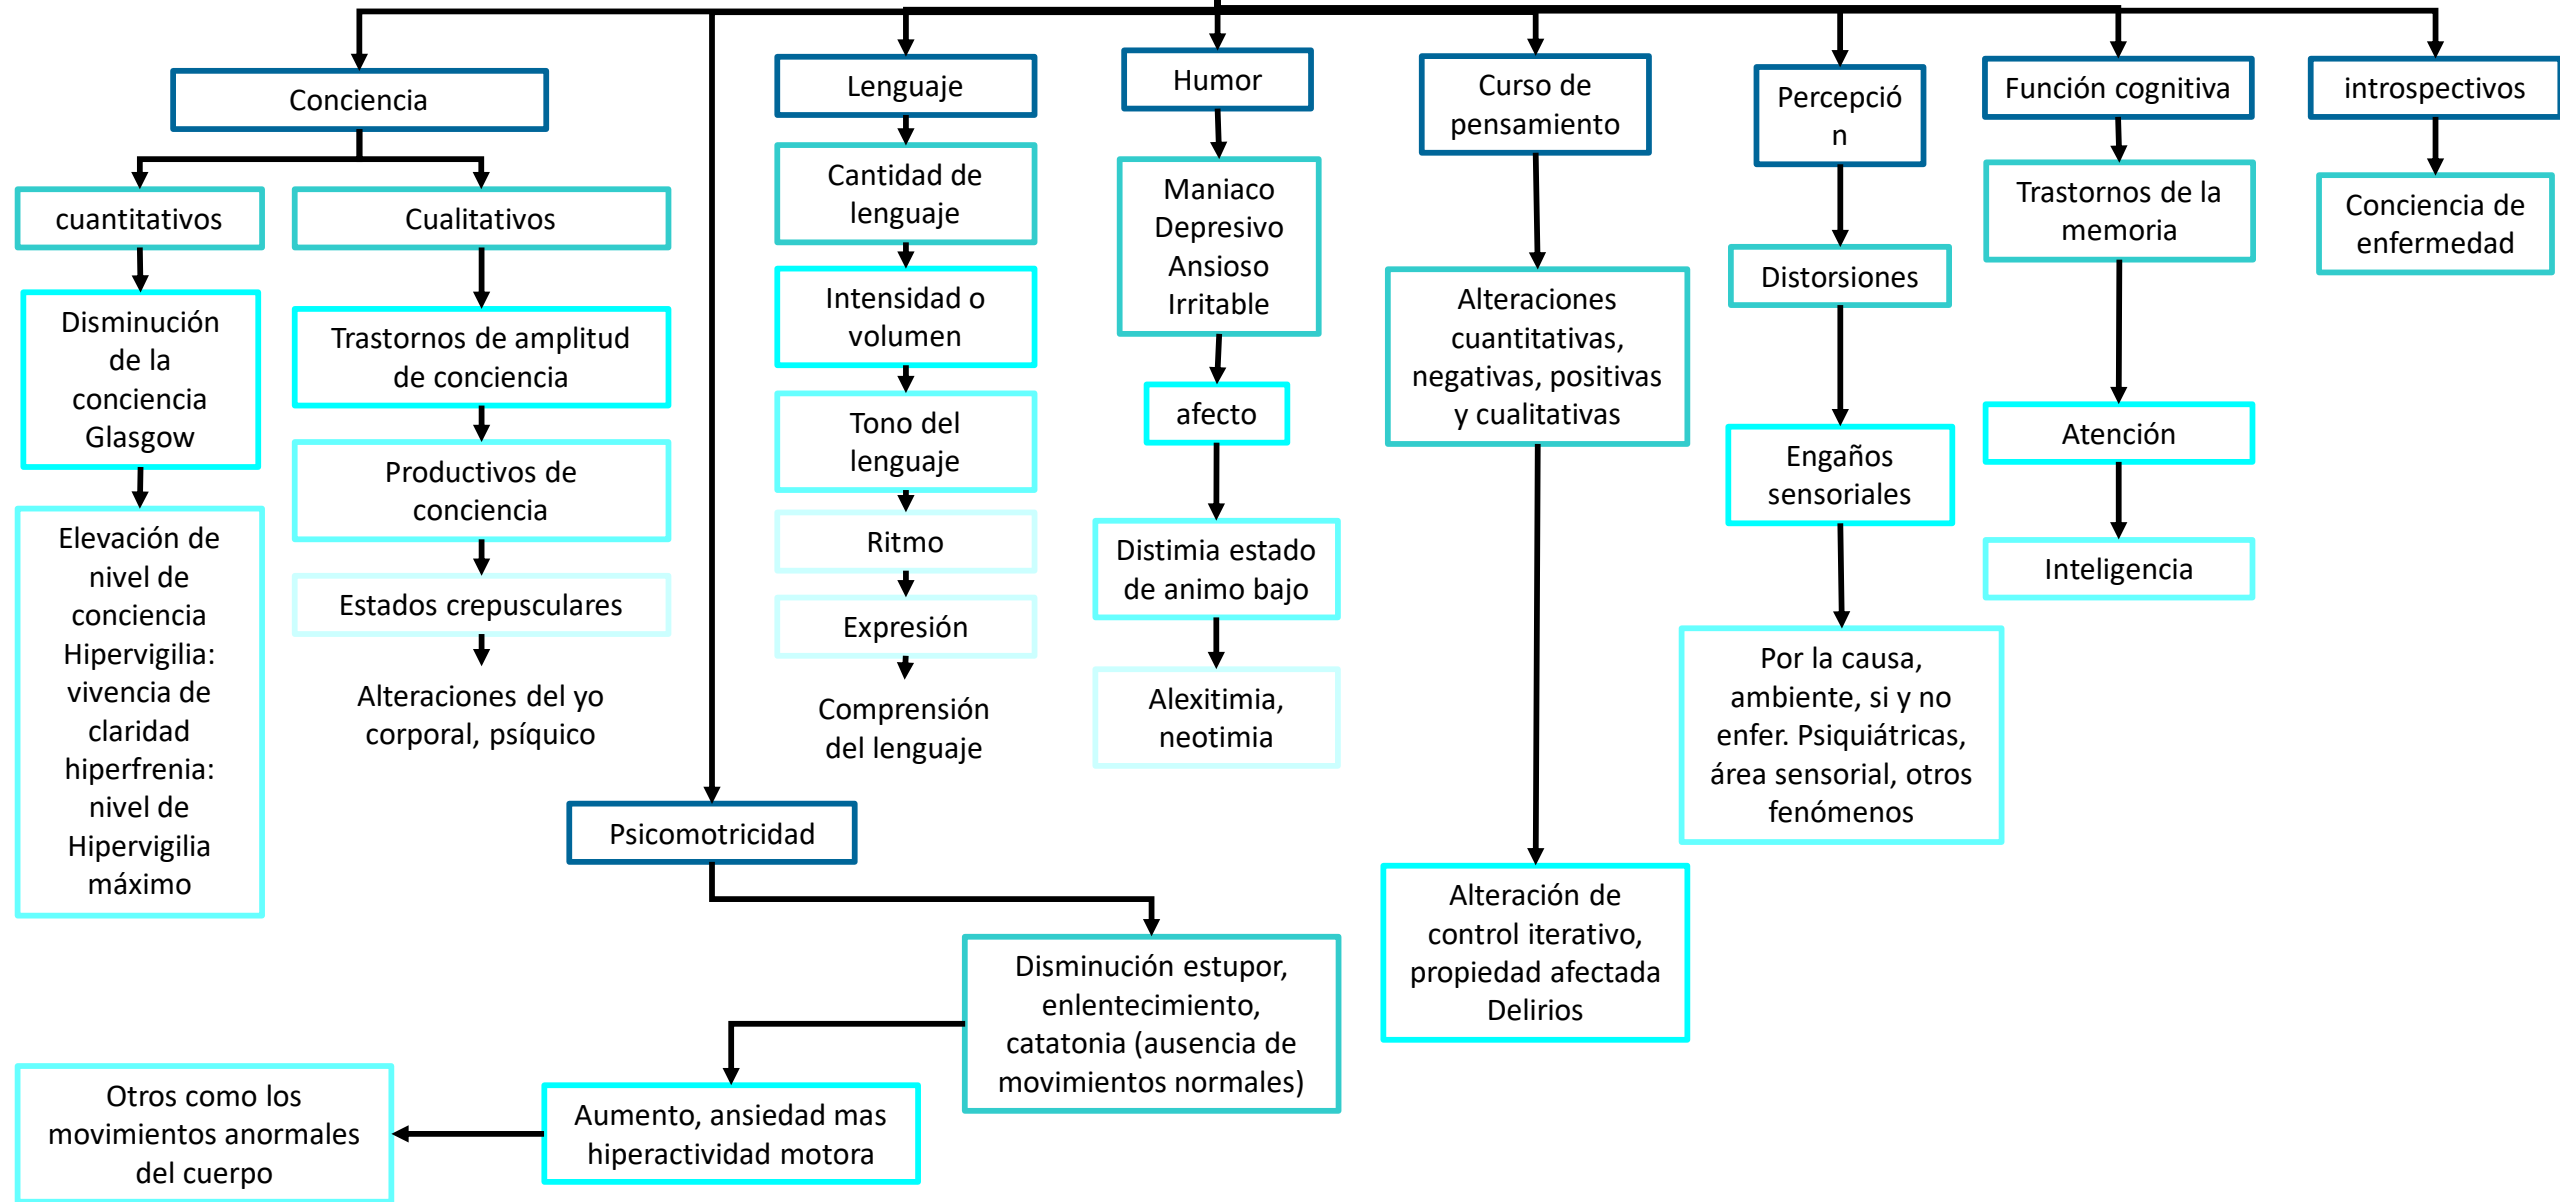 Conciencia
cuantitativos
Disminución
de la
conciencia
Glasgow
Elevación de
nivel de
conciencia
Hipervigilia:
vivencia de
claridad
hiperfrenia:
nivel de
Hipervigilia
máximo
Cualitativos
Trastornos de amplitud
de conciencia
Productivos de
conciencia
Estados crepusculares
Alteraciones del yo
corporal, psíquico
Psicomotricidad
Disminución estupor,
enlentecimiento,
catatonia (ausencia de
movimientos normales)
Aumento, ansiedad mas
hiperactividad motora
Otros como los
movimientos anormales
del cuerpo
Lenguaje
Cantidad de
lenguaje
Intensidad o
volumen
Tono del
lenguaje
Ritmo
Expresión
Comprensión
del lenguaje
Humor
Maniaco
Depresivo
Ansioso
Irritable
afecto
Distimia estado
de animo bajo
Alexitimia,
neotimia
Curso de
pensamiento
Alteraciones
cuantitativas,
negativas, positivas
y cualitativas
Alteración de
control iterativo,
propiedad afectada
Delirios
Percepció
n
Distorsiones
Engaños
sensoriales
Por la causa,
ambiente, si y no
enfer. Psiquiátricas,
área sensorial, otros
fenómenos
Función cognitiva
Trastornos de la
memoria
Atención
Inteligencia
introspectivos
Conciencia de
enfermedad